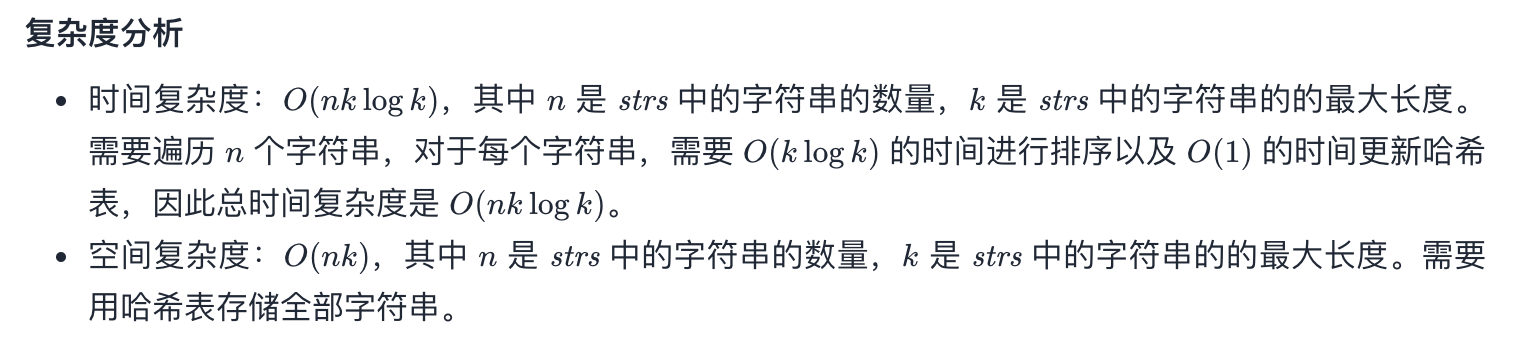 复杂度分析
• 时间复杂度：O(nk log k)，其中 n 是 strs 中的字符串的数量，k 是 strs 中的字符串的的最大长度。
需要遍历 n 个字符串，对于每个字符串，需要 O(k log k) 的时间进行排序以及 O(1) 的时间更新哈希
表，因此总时间复杂度是 O(nk log k)。
• 空间复杂度：O(nk)，其中 n 是 strs 中的字符串的数量，k 是 strs 中的字符串的的最大长度。需要
用哈希表存储全部字符串。